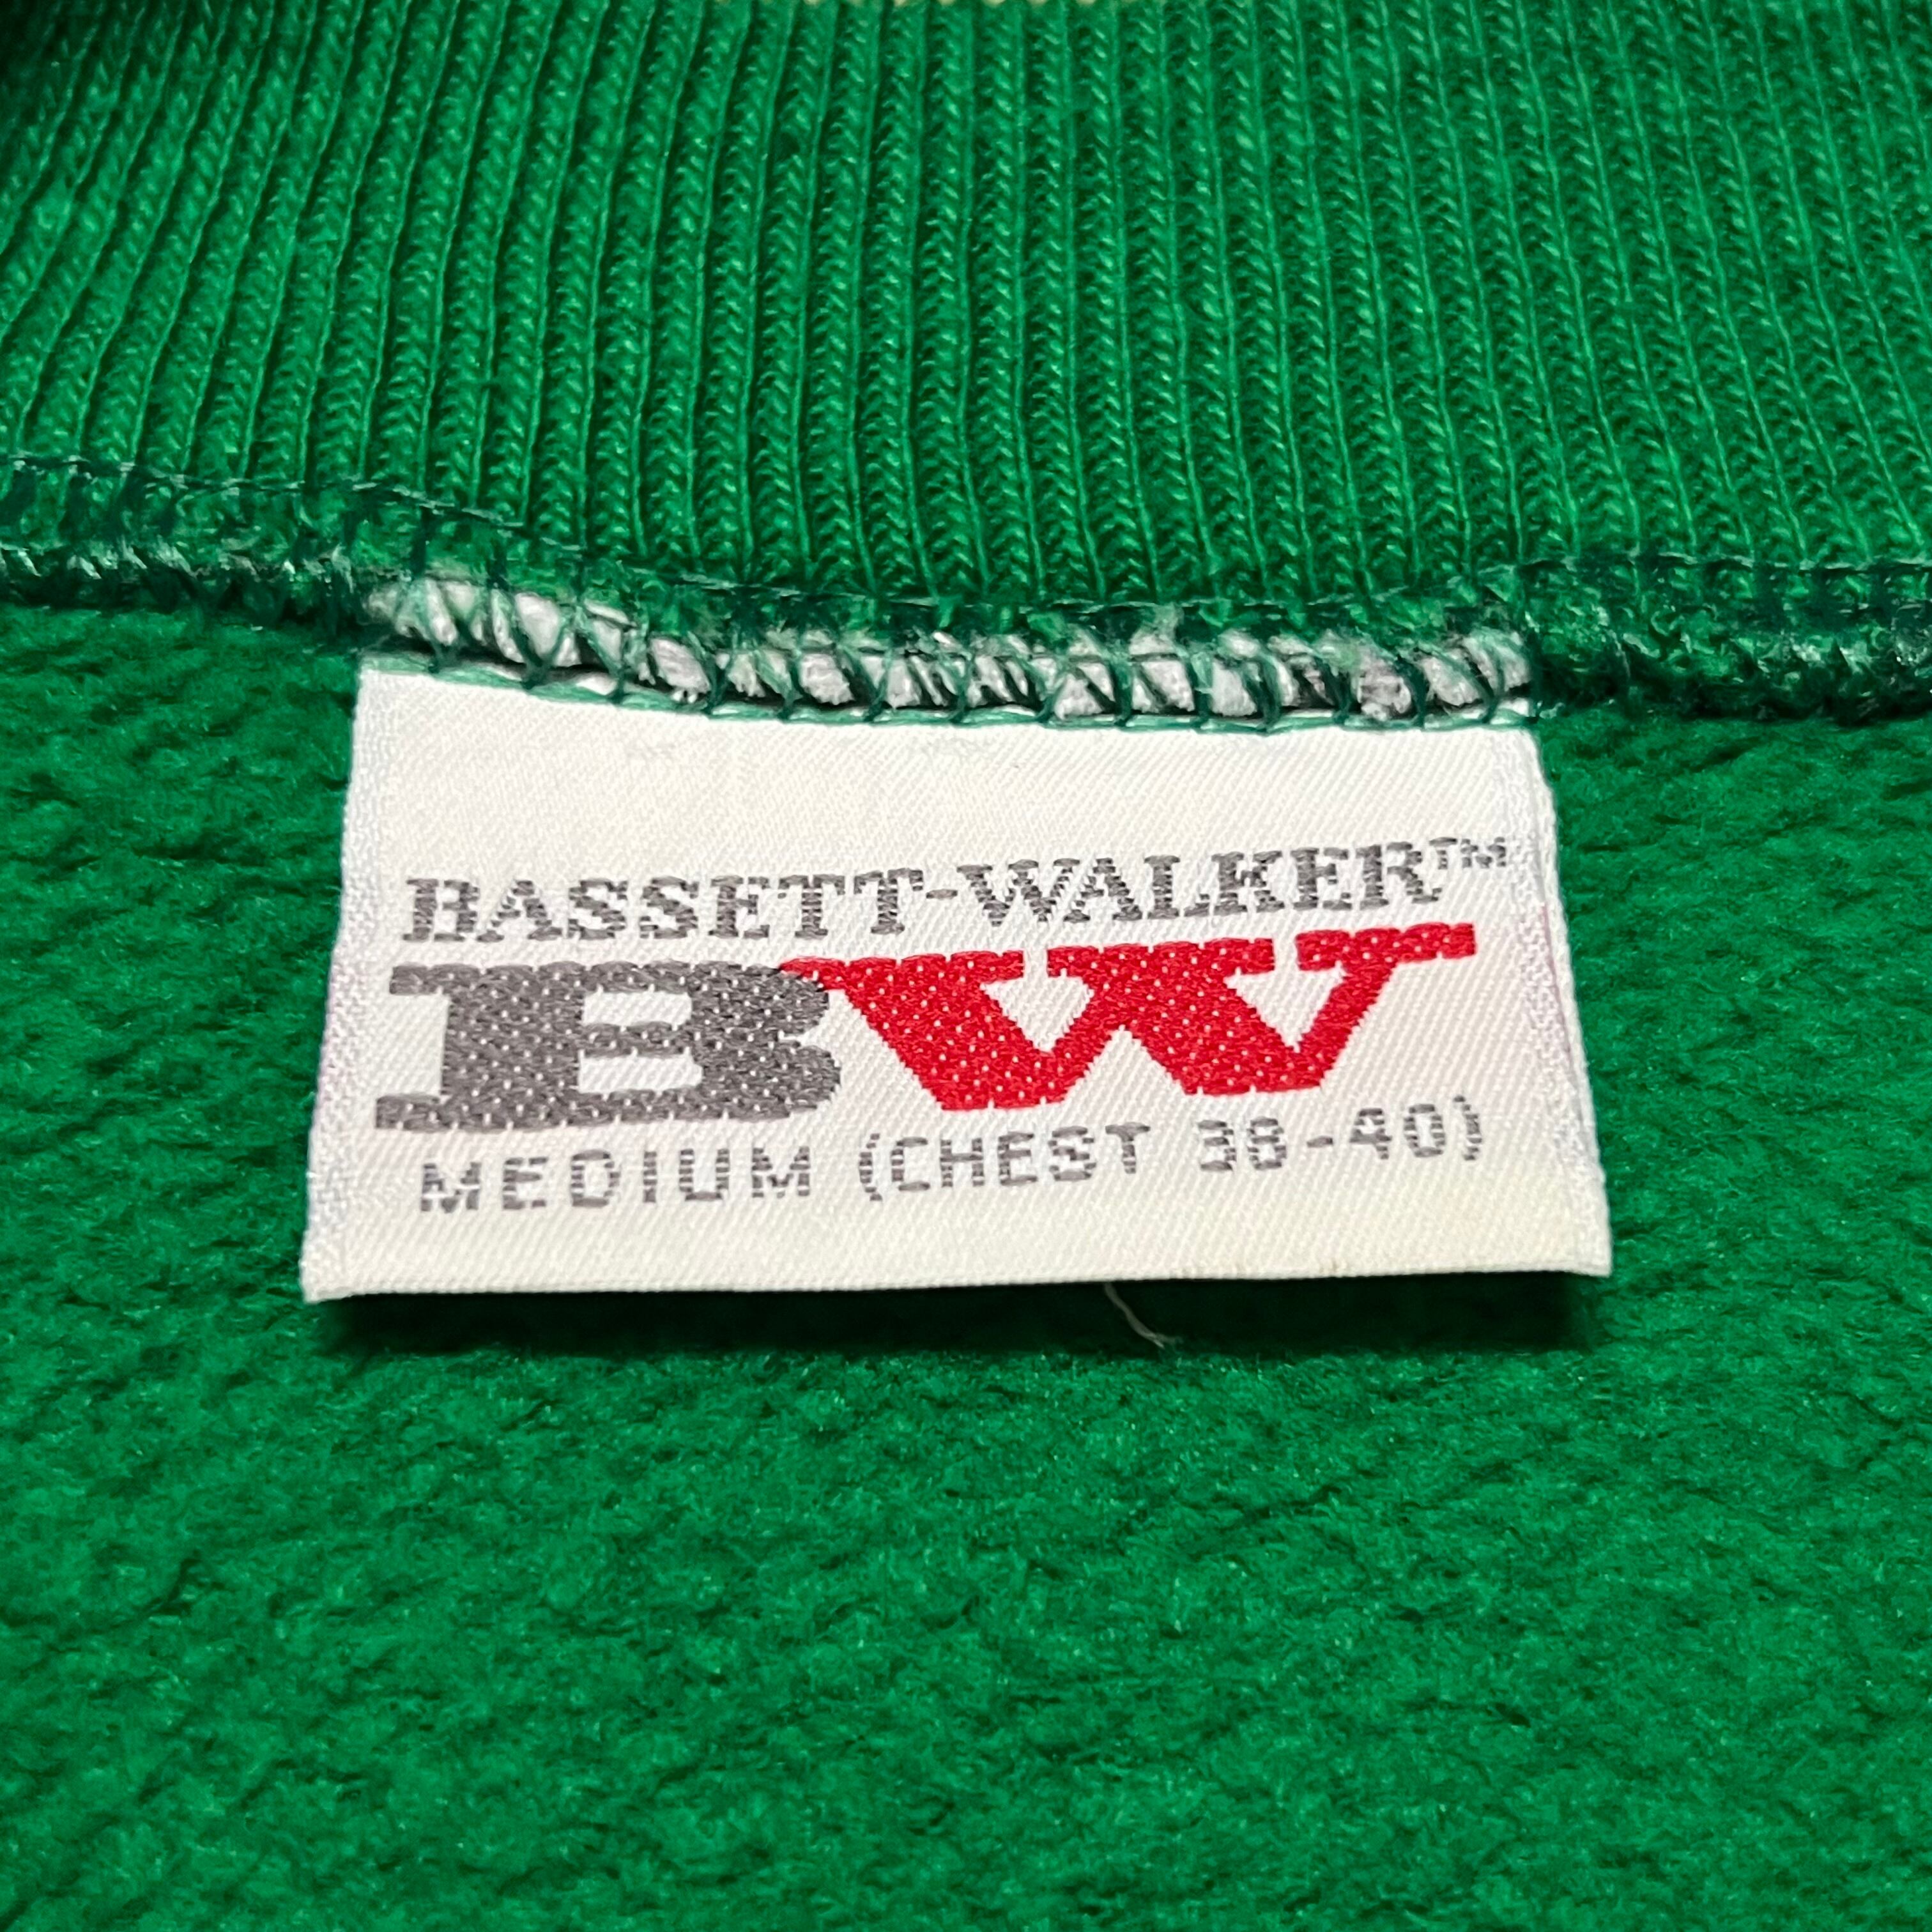 BASSETT-WALKER™
BW
MEDIUM (CHEST 38-40)